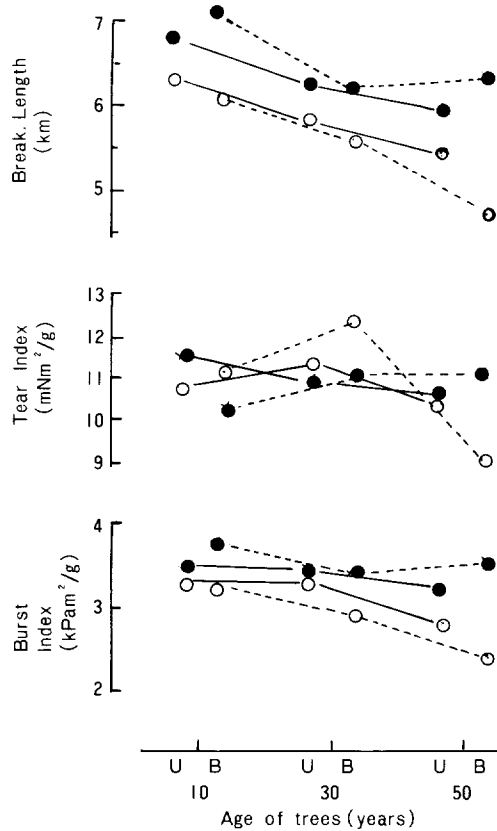 7
6
5
Break. Length
(km)
13
12
11
10
9
Tear Index
(mNm²/g)
4
3
2
Burst
Index
(kPam²/g)
U B U B U B
10 30 50
Age of trees (years)